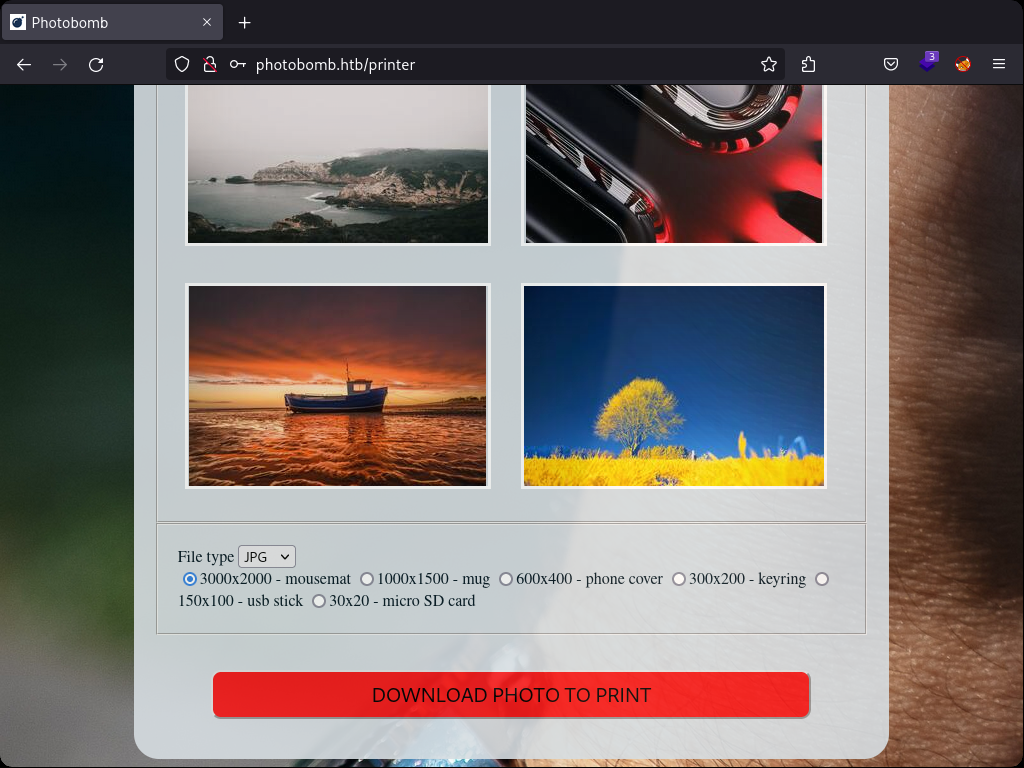 Photobomb
3
photobomb.htb/printer
File type JPG
3000x2000 - mousemat 1000x1500 - mug 600x400 - phone cover 300x200 - keyring
150x100 - usb stick 30x20 - micro SD card
DOWNLOAD PHOTO TO PRINT